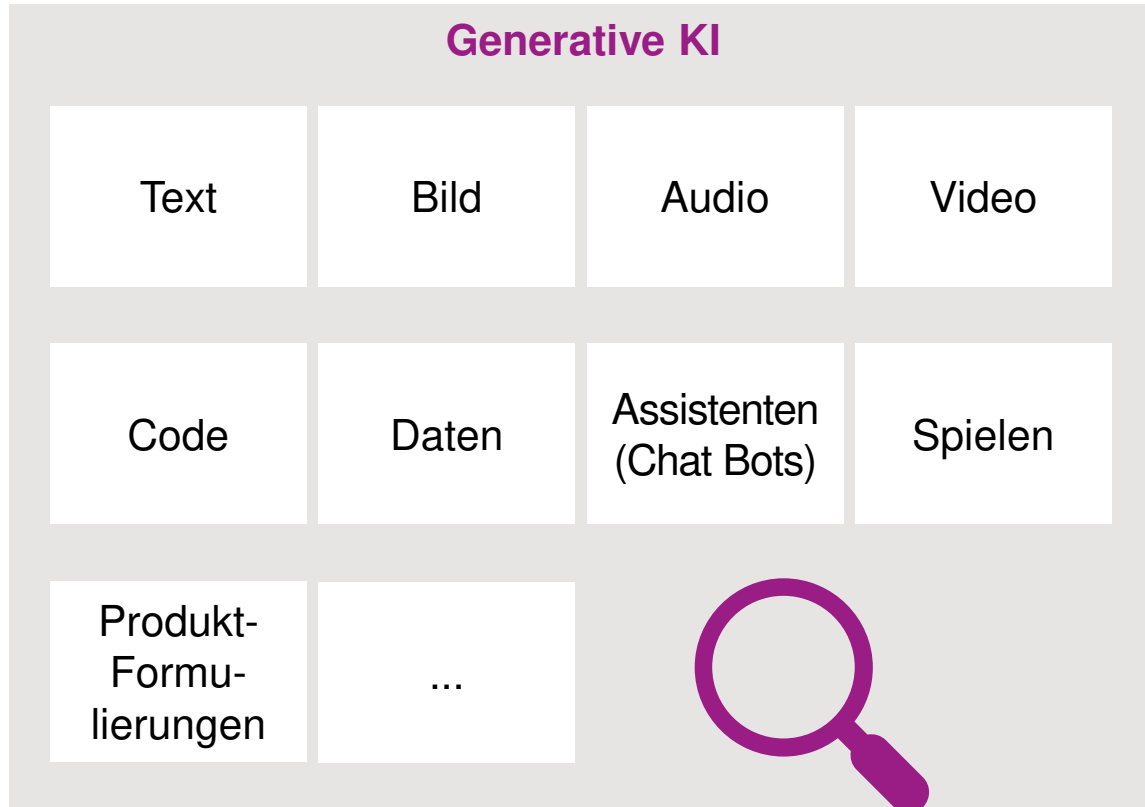 Generative KI
Text
Bild
Audio
Video
Code
Daten
Assistenten
(Chat Bots)
Spielen
Produkt-
Formu-
lierungen
...